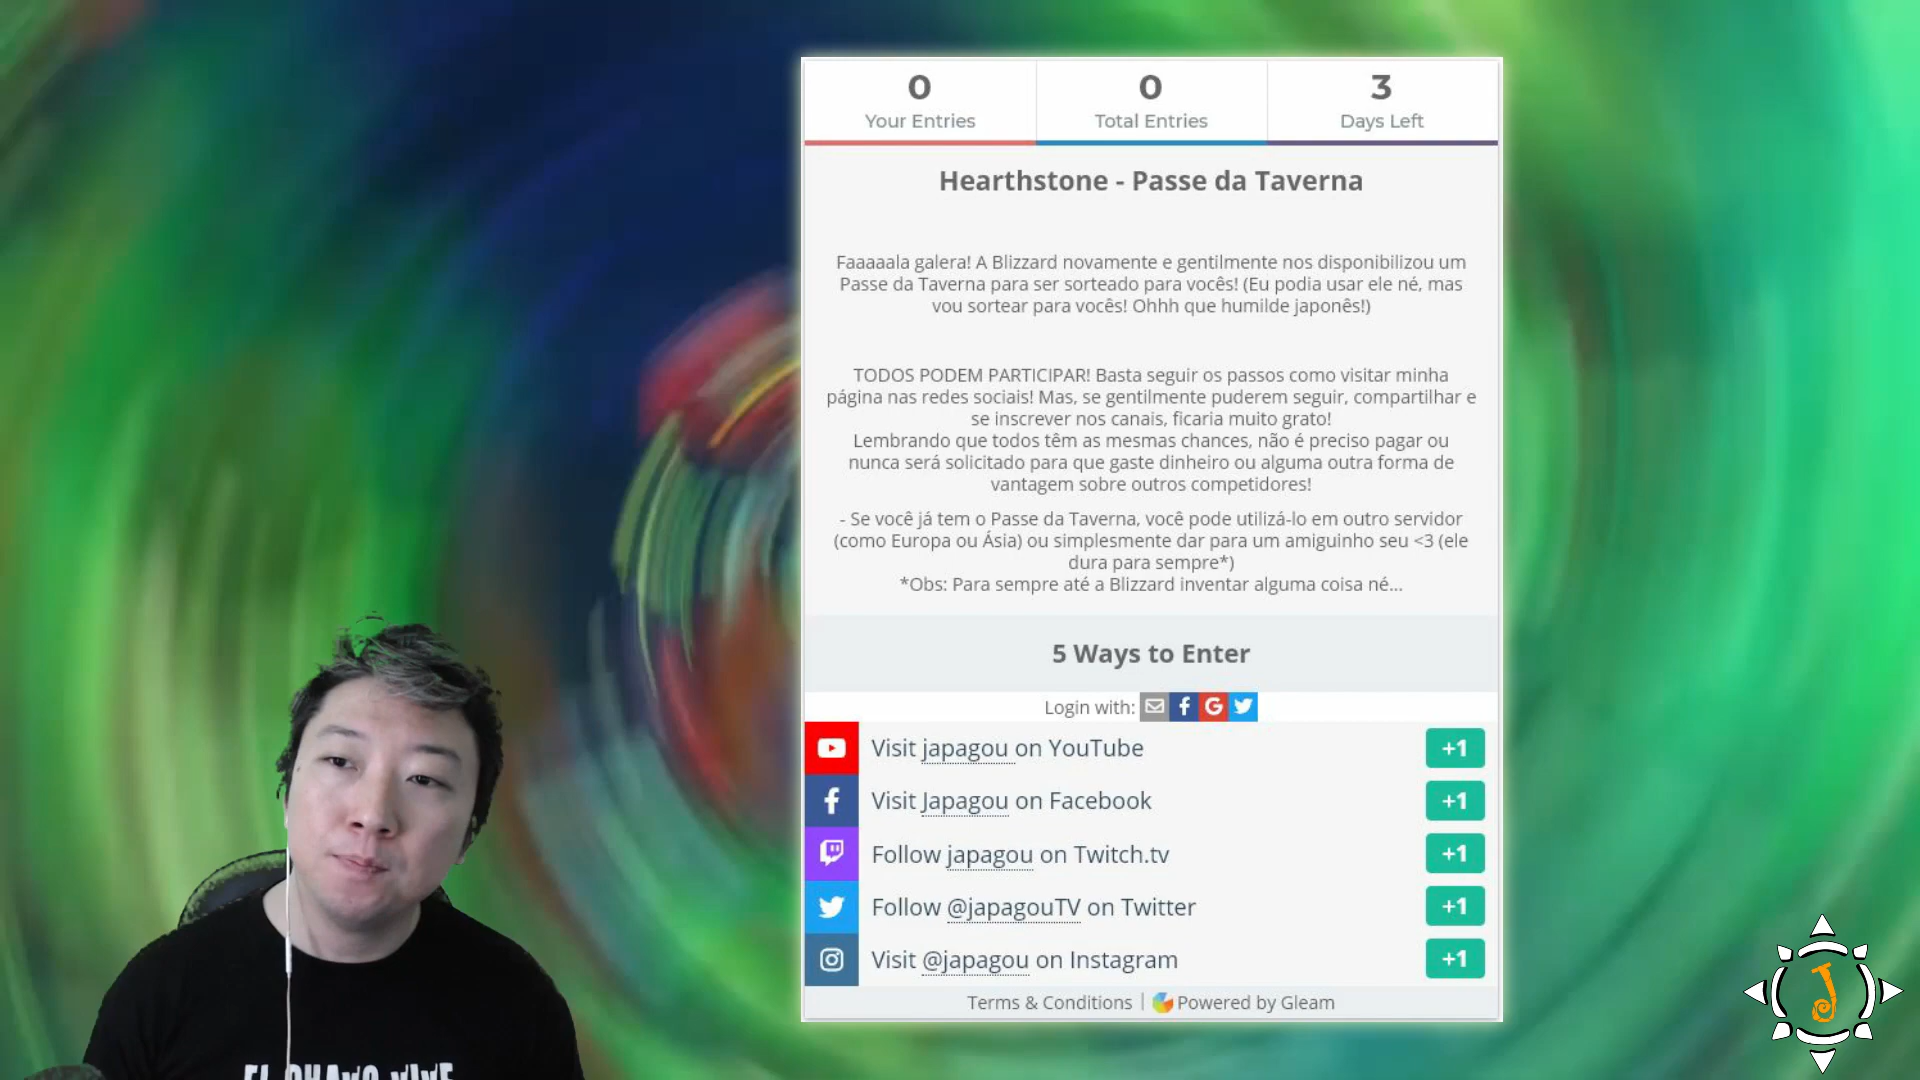 0
Your Entries
0
Total Entries
3
Days Left
Hearthstone - Passe da Taverna
Faaaaala galera! A Blizzard novamente e gentilmente nos disponibilizou um
Passe da Taverna para ser sorteado para vocês! (Eu podia usar ele né, mas
vou sortear para vocês! Ohhh que humilde japonês!)
TODOS PODEM PARTICIPAR! Basta seguir os passos como visitar minha
página nas redes sociais! Mas, se gentilmente puderem seguir, compartilhar e
se inscrever nos canais, ficaria muito grato!
Lembrando que todos têm as mesmas chances, não é preciso pagar ou
nunca será solicitado para que gaste dinheiro ou alguma outra forma de
vantagem sobre outros competidores!
- Se você já tem o Passe da Taverna, você pode utilizá-lo em outro servidor
(como Europa ou Ásia) ou simplesmente dar para um amiguinho seu <3 (ele
dura para sempre*)
*Obs: Para sempre até a Blizzard inventar alguma coisa né...
5 Ways to Enter
Login with:
Visit japagou on YouTube +1
Visit Japagou on Facebook +1
Follow japagou on Twitch.tv +1
Follow @japagouTV on Twitter +1
Visit @japagou on Instagram +1
Terms & Conditions | Powered by Gleam
EL CHAVO VIVE
J